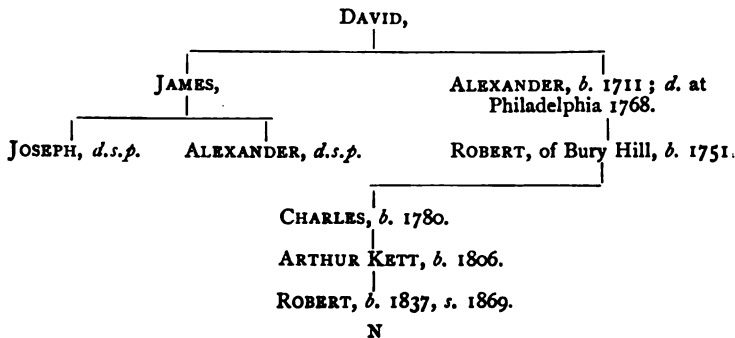 DAVID,
JAMES,
ALEXANDER, b. 1711 ; d. at
Philadelphia 1768.
JOSEPH, d.s.p. ALEXANDER, d.s.p. ROBERT, of Bury Hill, b. 1751.
CHARLES, b. 1780.
ARTHUR KETT, b. 1806.
ROBERT, b. 1837, s. 1869.
N